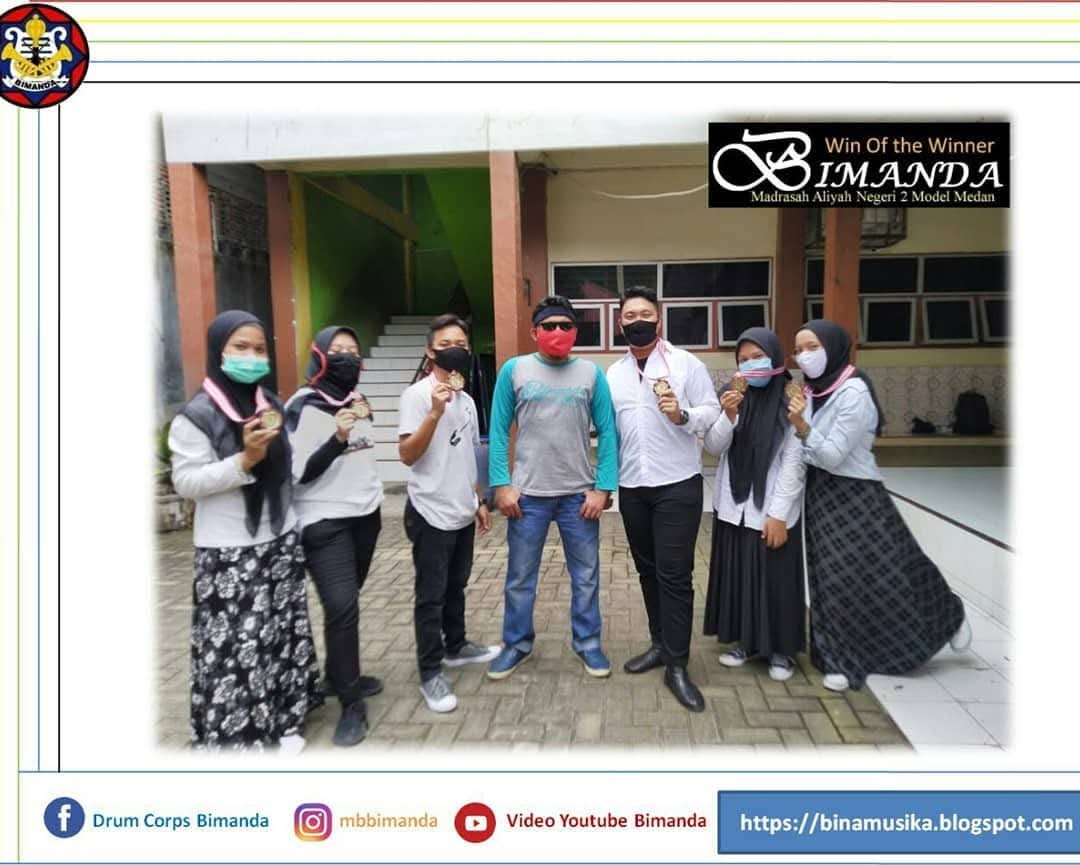 BIMANDA
Win Of the Winner
BIMANDA
Madrasah Aliyah Negeri 2 Model Medan
Drum Corps Bimanda
mbbimanda
Video Youtube Bimanda
https://binamusika.blogspot.com